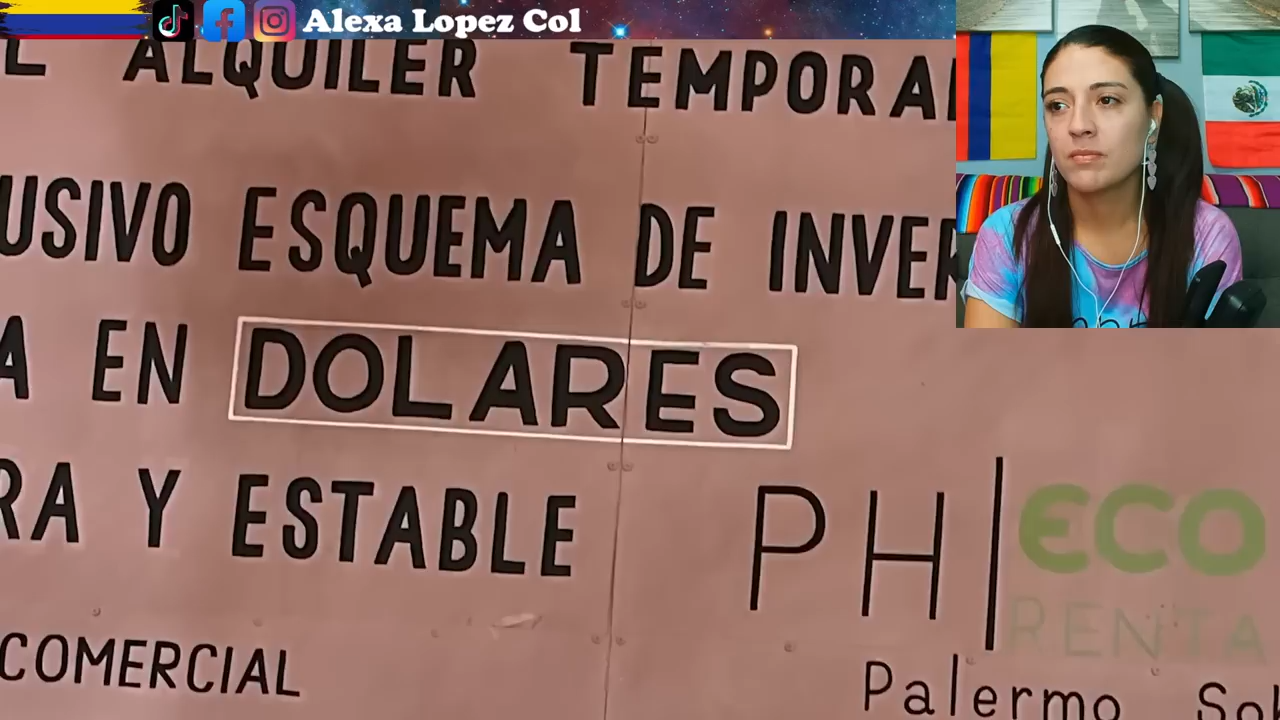 Alexa Lopez Col
ALQUILER TEMPORA
USIVO ESQUEMA DE INVER
A EN DOLARES
RA Y ESTABLE
PH ECO
RENTA
COMERCIAL
Palermo So